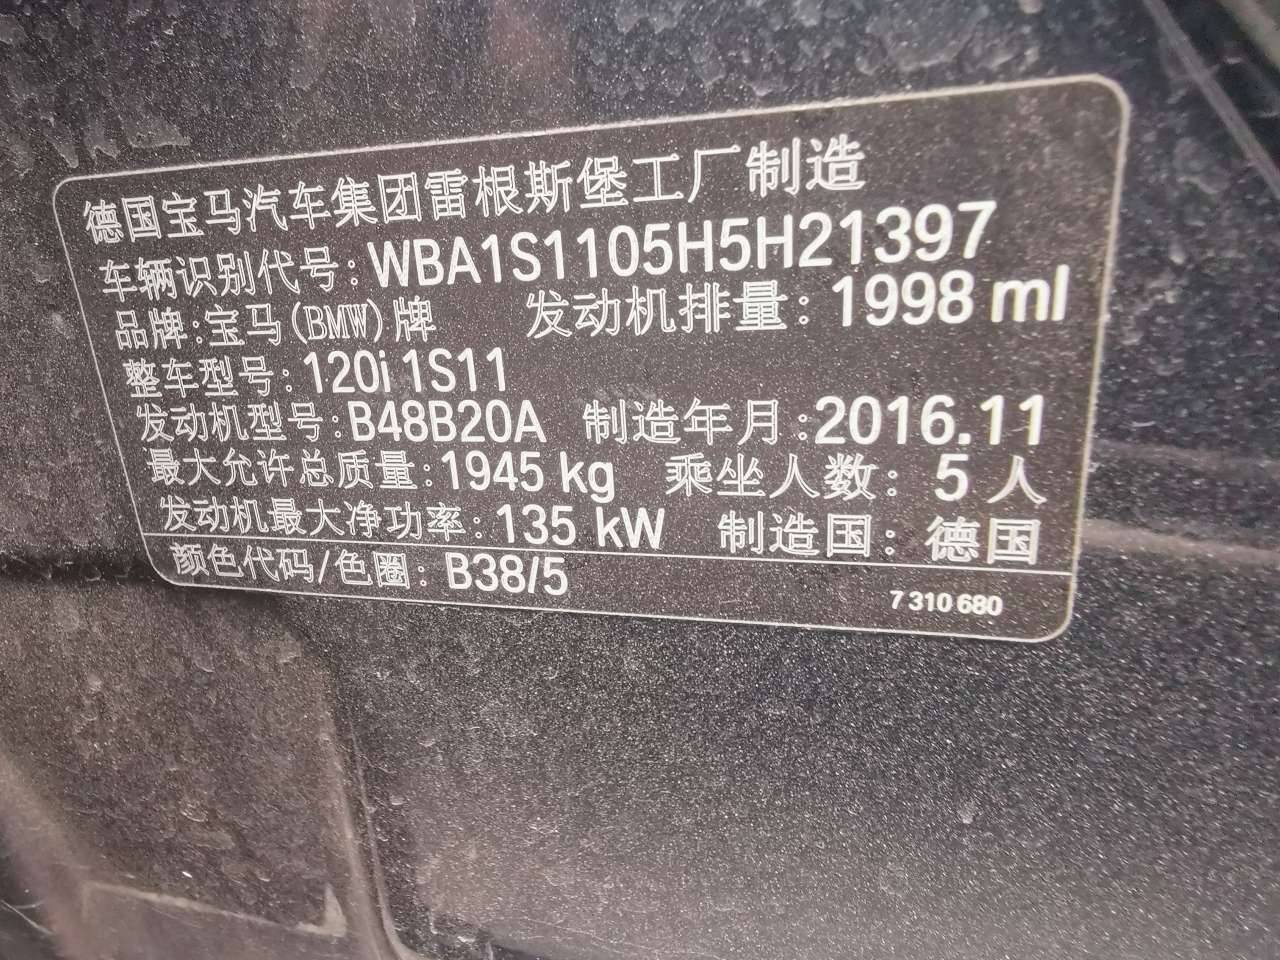 德国宝马汽车集团雷根斯堡工厂制造
车辆识别代号: WBA1S1105H5H21397
品牌:宝马(BMW)牌 发动机排量: 1998 ml
整车型号: 120i 1S11
发动机型号: B48B20A 制造年月:2016.11
最大允许总质量: 1945 kg 乘坐人数: 5 人
发动机最大净功率: 135 kW 制造国: 德国
颜色代码/色圈: B38/5
7 310 680